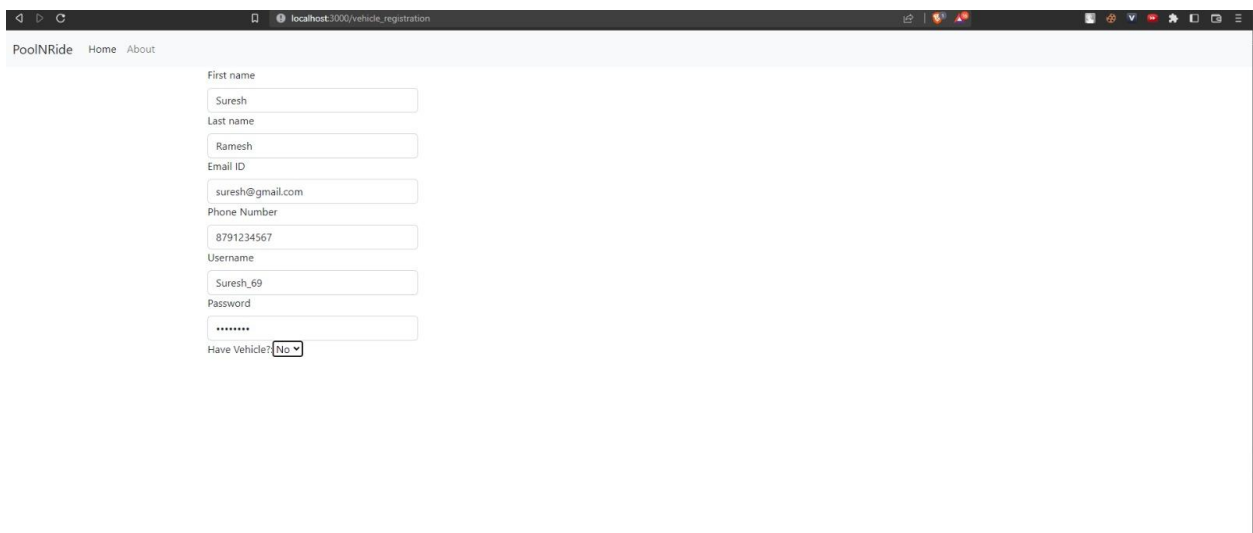 localhost:3000/vehicle_registration
PoolNRide Home About
First name
Suresh
Last name
Ramesh
Email ID
suresh@gmail.com
Phone Number
8791234567
Username
Suresh_69
Password
••••••••
Have Vehicle?: No